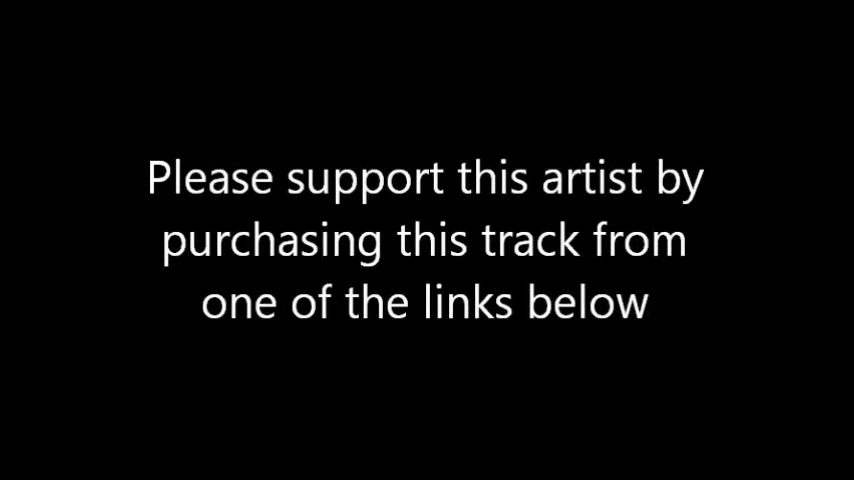 Please support this artist by
purchasing this track from
one of the links below